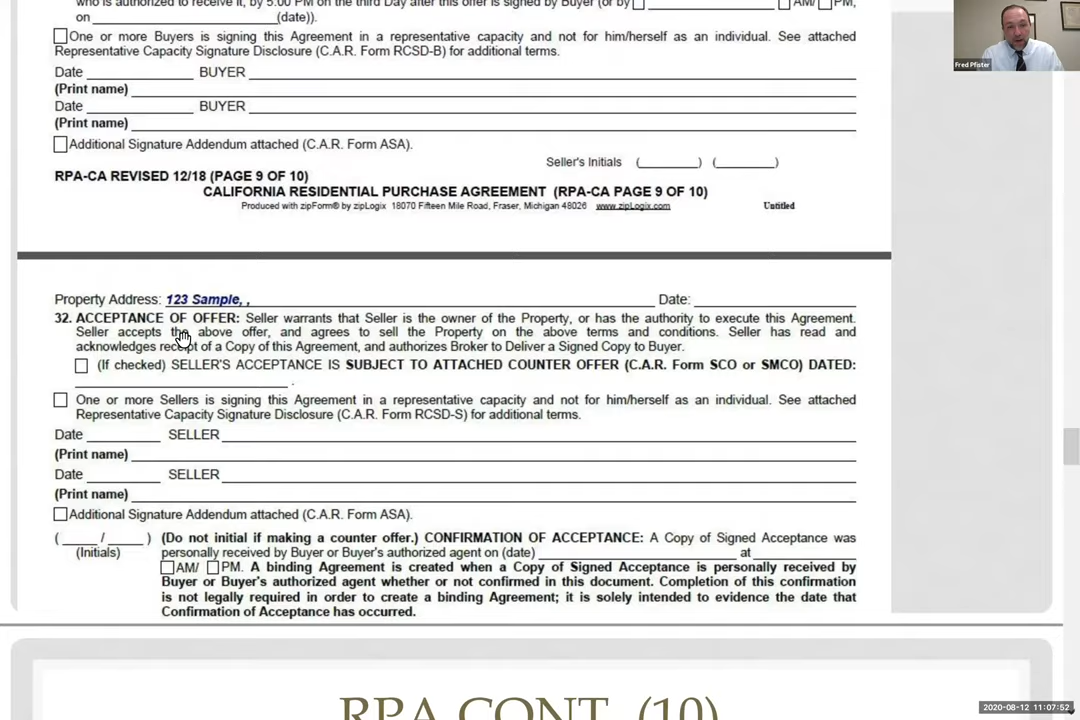 who is authorized to receive it, by 5:00 PM on the third Day after this offer is signed by Buyer (or by AM/ PM,
on (date)).
One or more Buyers is signing this Agreement in a representative capacity and not for him/herself as an individual. See attached
Representative Capacity Signature Disclosure (C.A.R. Form RCSD-B) for additional terms.
Date BUYER
(Print name)
Date BUYER
(Print name)
Additional Signature Addendum attached (C.A.R. Form ASA).
Seller's Initials (________) (________)
RPA-CA REVISED 12/18 (PAGE 9 OF 10)
CALIFORNIA RESIDENTIAL PURCHASE AGREEMENT (RPA-CA PAGE 9 OF 10)
Produced with zipForm® by zipLogix 18070 Fifteen Mile Road, Fraser, Michigan 48026 www.zipLogix.com Untitled
Property Address: 123 Sample, , Date:
32. ACCEPTANCE OF OFFER: Seller warrants that Seller is the owner of the Property, or has the authority to execute this Agreement.
Seller accepts the above offer, and agrees to sell the Property on the above terms and conditions. Seller has read and
acknowledges receipt of a Copy of this Agreement, and authorizes Broker to Deliver a Signed Copy to Buyer.
(If checked) SELLER'S ACCEPTANCE IS SUBJECT TO ATTACHED COUNTER OFFER (C.A.R. Form SCO or SMCO) DATED:
.
One or more Sellers is signing this Agreement in a representative capacity and not for him/herself as an individual. See attached
Representative Capacity Signature Disclosure (C.A.R. Form RCSD-S) for additional terms.
Date SELLER
(Print name)
Date SELLER
(Print name)
Additional Signature Addendum attached (C.A.R. Form ASA).
( _____ / _____ ) (Do not initial if making a counter offer.) CONFIRMATION OF ACCEPTANCE: A Copy of Signed Acceptance was
(Initials) personally received by Buyer or Buyer's authorized agent on (date) at
AM/ PM. A binding Agreement is created when a Copy of Signed Acceptance is personally received by
Buyer or Buyer's authorized agent whether or not confirmed in this document. Completion of this confirmation
is not legally required in order to create a binding Agreement; it is solely intended to evidence the date that
Confirmation of Acceptance has occurred.
RPA CONT. (10)
Fred Pfister
2020-08-12 11:07:52